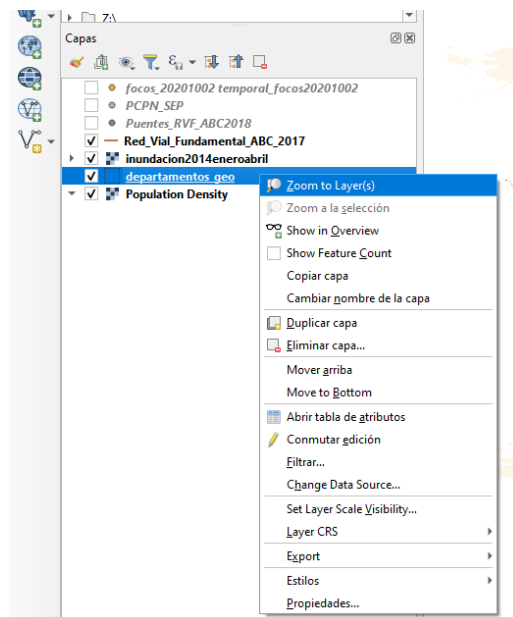 Z:\
Capas
focos_20201002 temporal_focos20201002
PCPN_SEP
Puentes_RVF_ABC2018
Red_Vial_Fundamental_ABC_2017
inundacion2014eneroabril
departamentos_geo
Population Density
Zoom to Layer(s)
Zoom a la selección
Show in Overview
Show Feature Count
Copiar capa
Cambiar nombre de la capa
Duplicar capa
Eliminar capa...
Mover arriba
Move to Bottom
Abrir tabla de atributos
Conmutar edición
Filtrar...
Change Data Source...
Set Layer Scale Visibility...
Layer CRS
Export
Estilos
Propiedades...